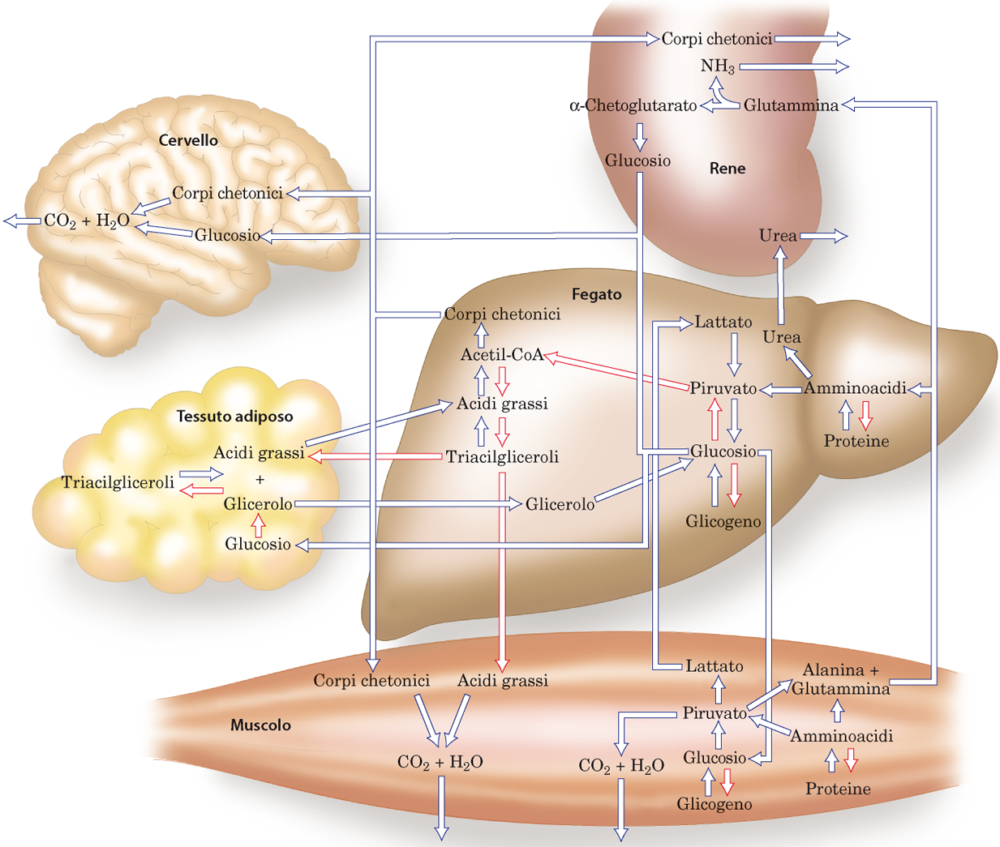 Corpi chetonici
NH3
α-Chetoglutarato
Glutammina
Glucosio
Rene
Urea
Cervello
Corpi chetonici
CO2 + H2O
Glucosio
Fegato
Corpi chetonici
Lattato
Urea
Acetil-CoA
Piruvato
Amminoacidi
Acidi grassi
Proteine
Triacilgliceroli
Glucosio
Glicerolo
Glicogeno
Tessuto adiposo
Acidi grassi
Triacilgliceroli
+
Glicerolo
Glucosio
Muscolo
Corpi chetonici
Acidi grassi
CO2 + H2O
Lattato
Alanina +
Glutammina
Piruvato
Amminoacidi
CO2 + H2O
Glucosio
Proteine
Glicogeno